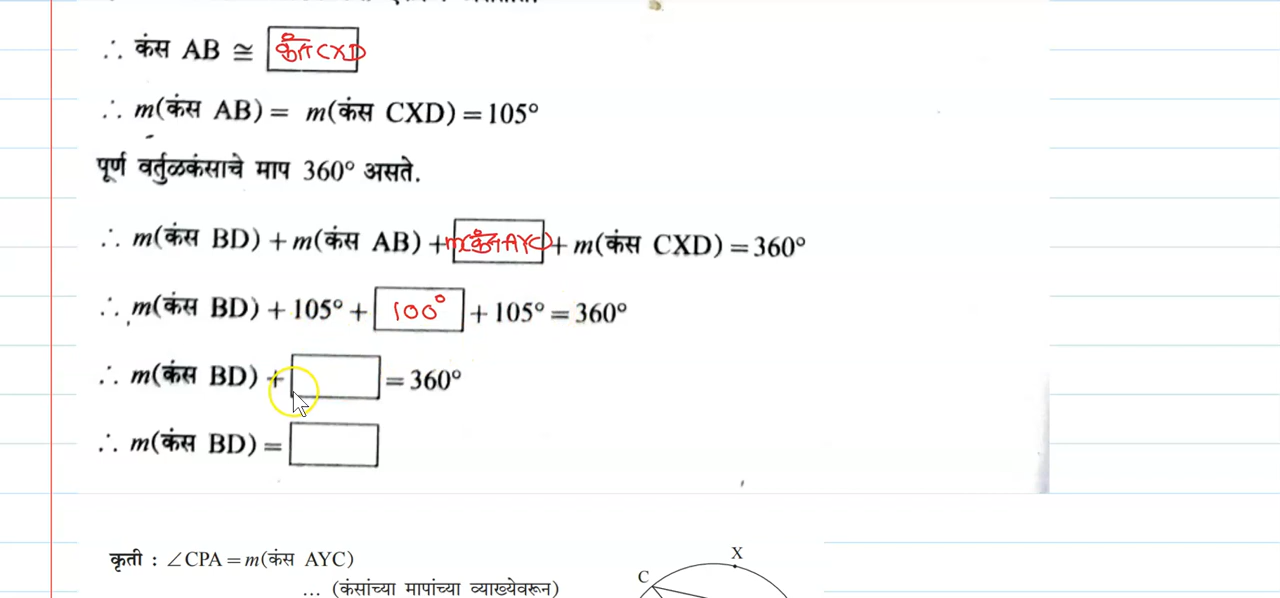 ∴ कंस AB ≅ कंस CXD
∴ m(कंस AB) = m(कंस CXD) = 105°
पूर्ण वर्तुळकंसाचे माप 360° असते.
∴ m(कंस BD) + m(कंस AB) + m(कंस AYC) + m(कंस CXD) = 360°
∴ m(कंस BD) + 105° + 100° + 105° = 360°
∴ m(कंस BD) + = 360°
∴ m(कंस BD) =
कृती : ∠CPA = m(कंस AYC)
... (कंसांच्या मापांच्या व्याख्येवरून)
X
C